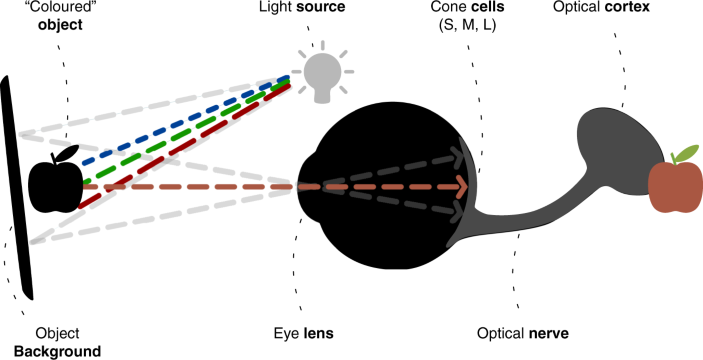 “Coloured”
object
Light source
Cone cells
(S, M, L)
Optical cortex
Object
Background
Eye lens
Optical nerve